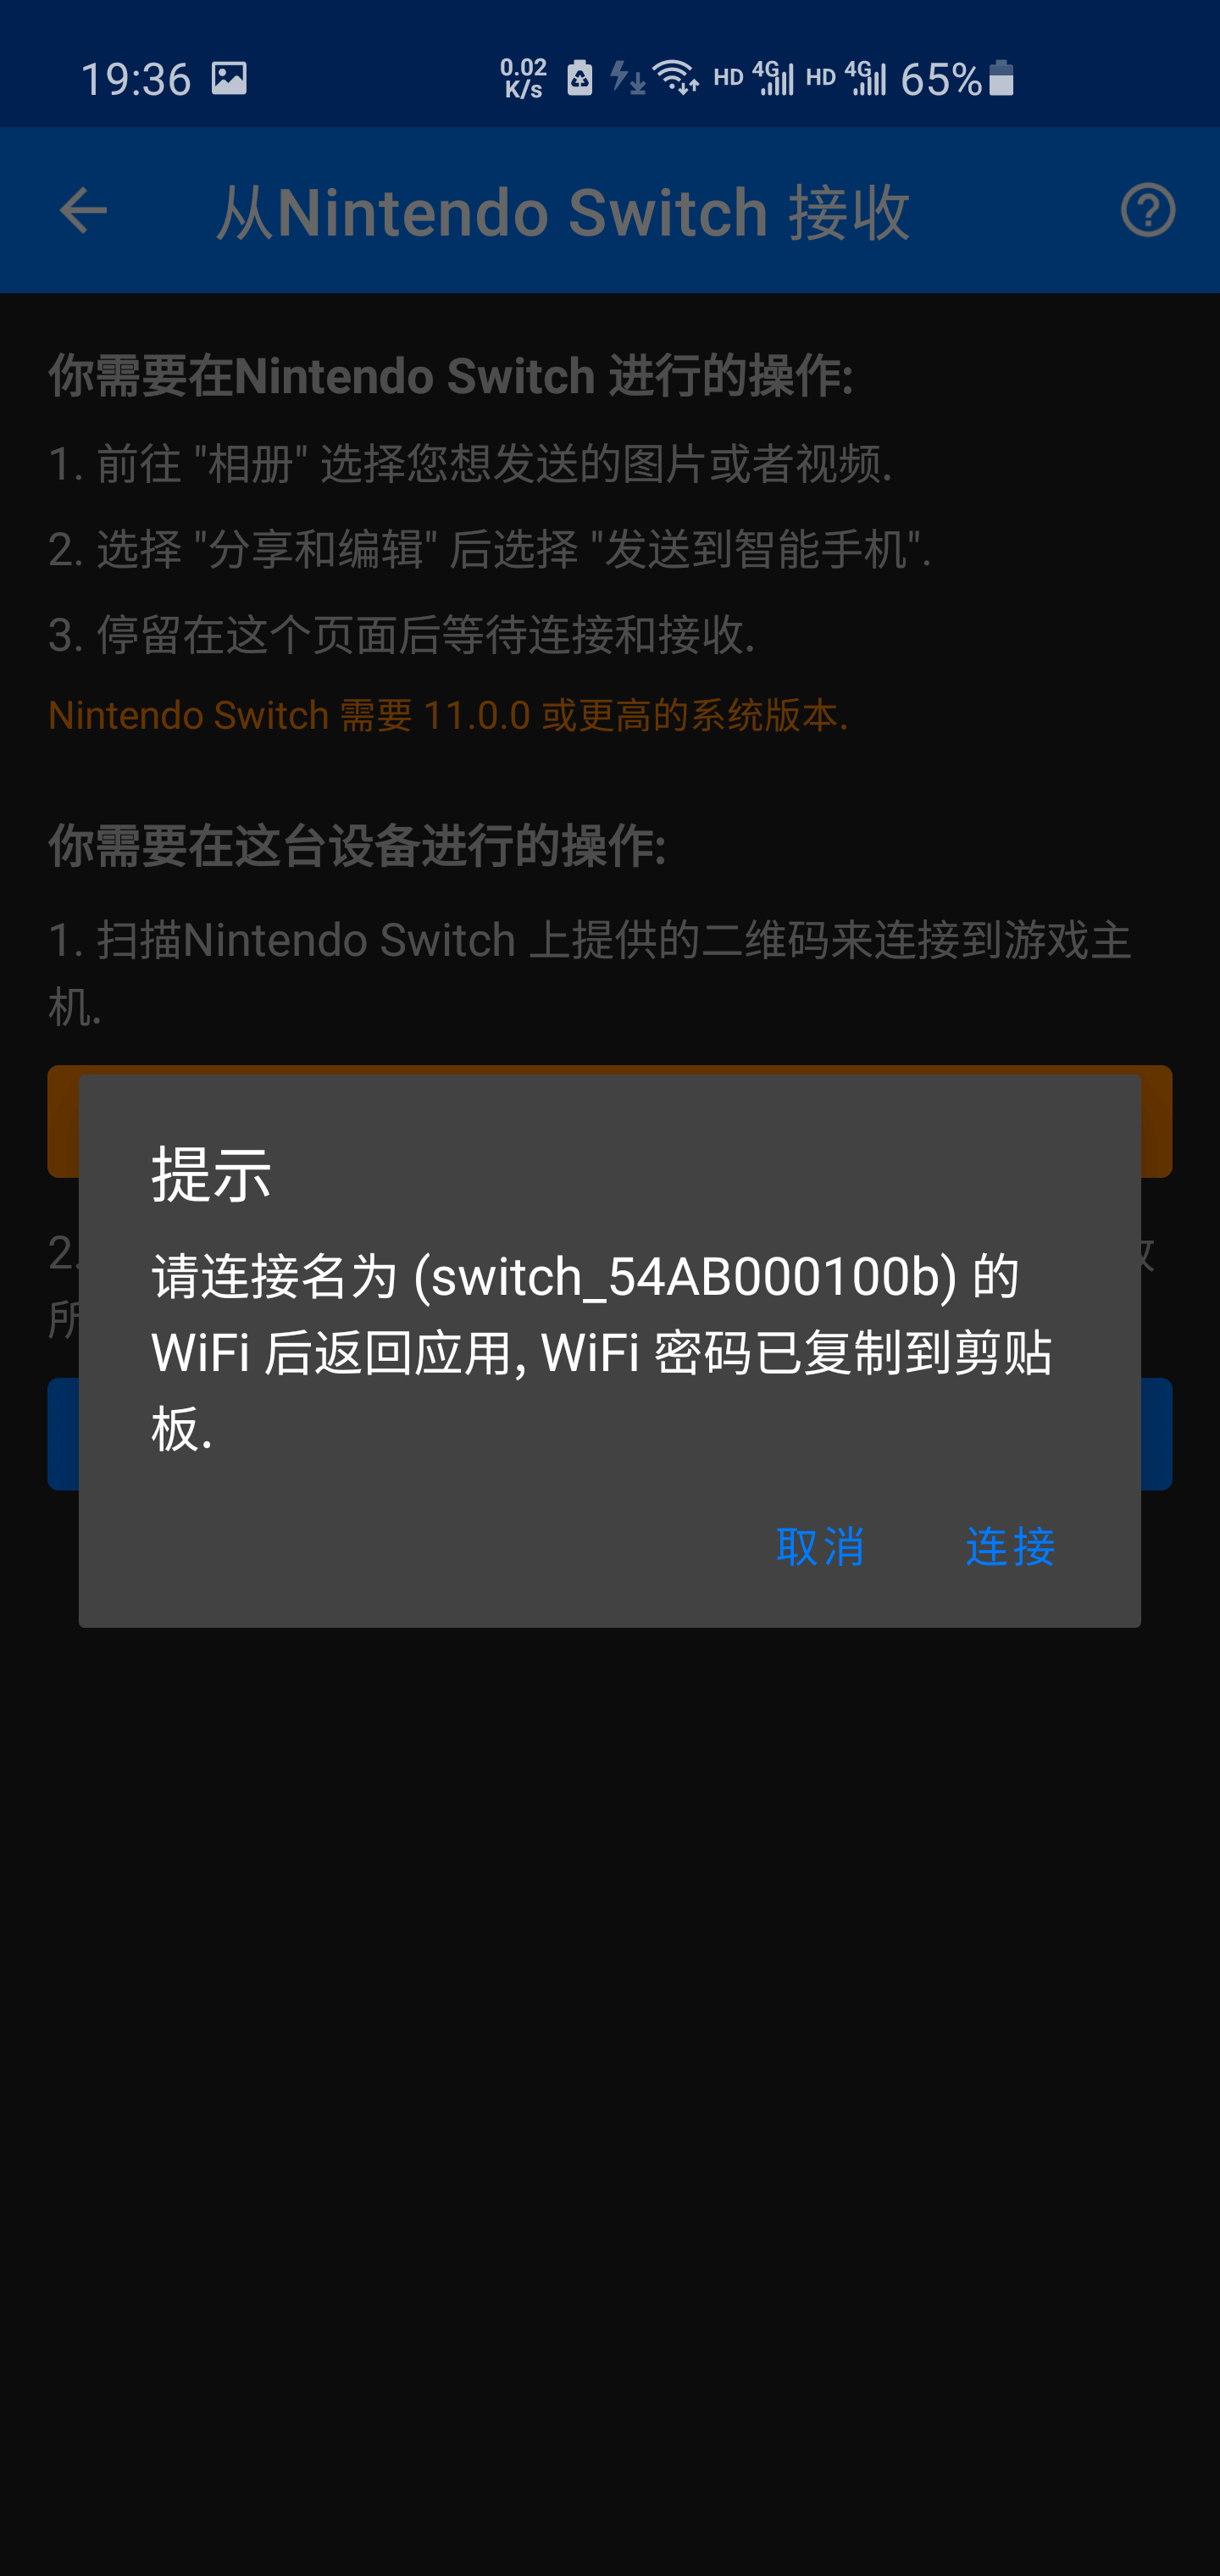 19:36
0.02 K/s HD 4G HD 4G 65%
从Nintendo Switch 接收
你需要在Nintendo Switch 进行的操作:
1. 前往 "相册" 选择您想发送的图片或者视频.
2. 选择 "分享和编辑" 后选择 "发送到智能手机".
3. 停留在这个页面后等待连接和接收.
Nintendo Switch 需要 11.0.0 或更高的系统版本.
你需要在这台设备进行的操作:
1. 扫描Nintendo Switch 上提供的二维码来连接到游戏主
机.
2.
所
提示
请连接名为 (switch_54AB000100b) 的
WiFi 后返回应用, WiFi 密码已复制到剪贴
板.
取消 连接